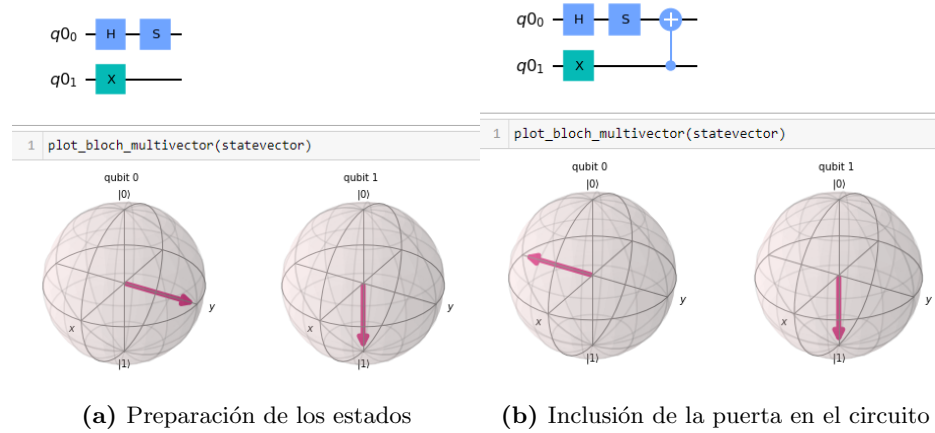 q0₀ H S
q0₁ X
1 plot_bloch_multivector(statevector)
qubit 0
|0⟩
x
y
|1⟩
qubit 1
|0⟩
y
x
|1⟩
(a) Preparación de los estados
q0₀ H S
q0₁ X
1 plot_bloch_multivector(statevector)
qubit 0
|0⟩
x
y
|1⟩
qubit 1
|0⟩
y
x
|1⟩
(b) Inclusión de la puerta en el circuito